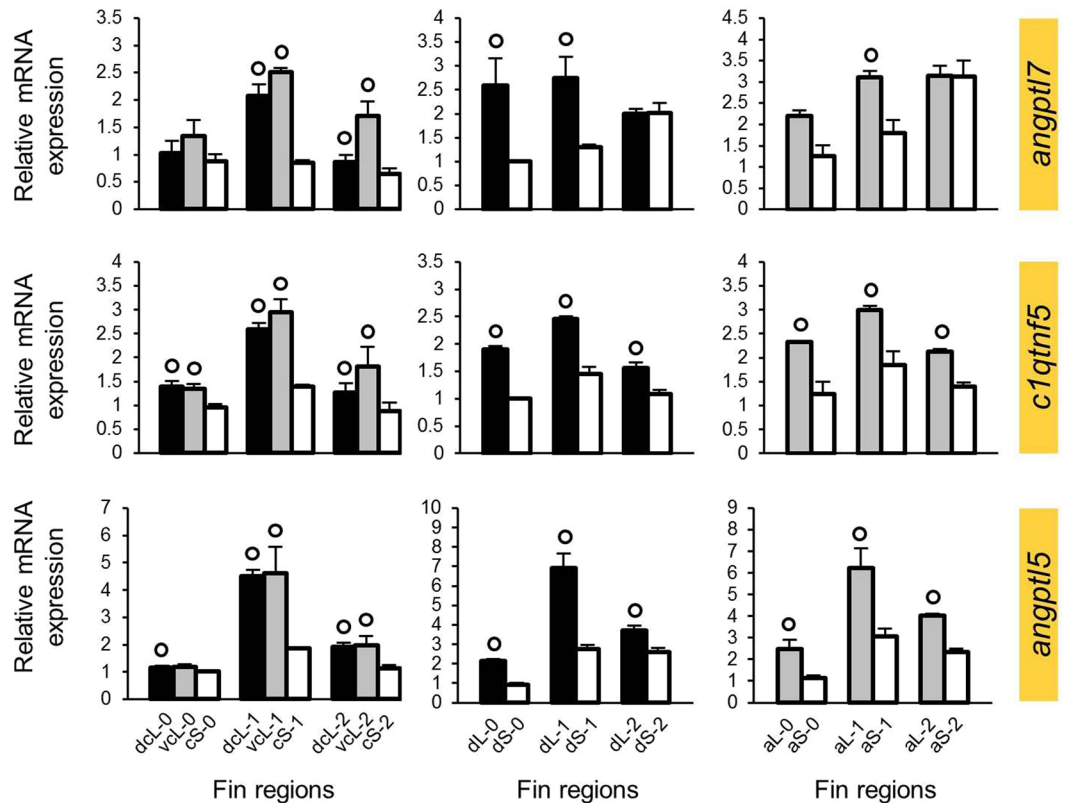 Relative mRNA
expression
3.5
3
2.5
2
1.5
1
0.5
0
4
3.5
3
2.5
2
1.5
1
0.5
0
4.5
4
3.5
3
2.5
2
1.5
1
0.5
0
angptl7
Relative mRNA
expression
4
3.5
3
2.5
2
1.5
1
0.5
0
3.5
3
2.5
2
1.5
1
0.5
0
4
3.5
3
2.5
2
1.5
1
0.5
0
c1qtnf5
Relative mRNA
expression
7
6
5
4
3
2
1
0
10
9
8
7
6
5
4
3
2
1
0
9
8
7
6
5
4
3
2
1
0
angptl5
dcL-0
vcL-0
cS-0
dcL-1
vcL-1
cS-1
dcL-2
vcL-2
cS-2
dL-0
dS-0
dL-1
dS-1
dL-2
dS-2
aL-0
aS-0
aL-1
aS-1
aL-2
aS-2
Fin regions
Fin regions
Fin regions